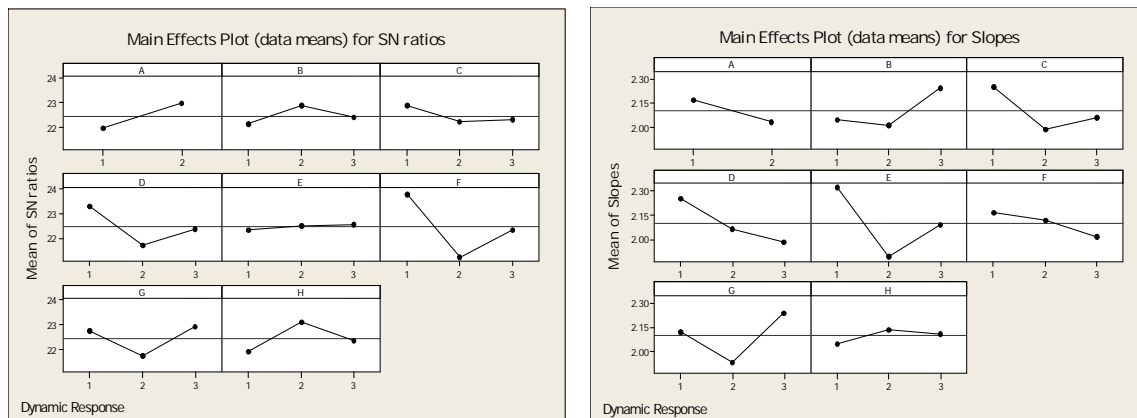 Main Effects Plot (data means) for SN ratios
Mean of SN ratios
A B C
24
23
22
1 2 1 2 3 1 2 3
D E F
24
23
22
1 2 3 1 2 3 1 2 3
G H
24
23
22
1 2 3 1 2 3
Dynamic Response
Main Effects Plot (data means) for Slopes
Mean of Slopes
A B C
2.30
2.15
2.00
1 2 1 2 3 1 2 3
D E F
2.30
2.15
2.00
1 2 3 1 2 3 1 2 3
G H
2.30
2.15
2.00
1 2 3 1 2 3
Dynamic Response